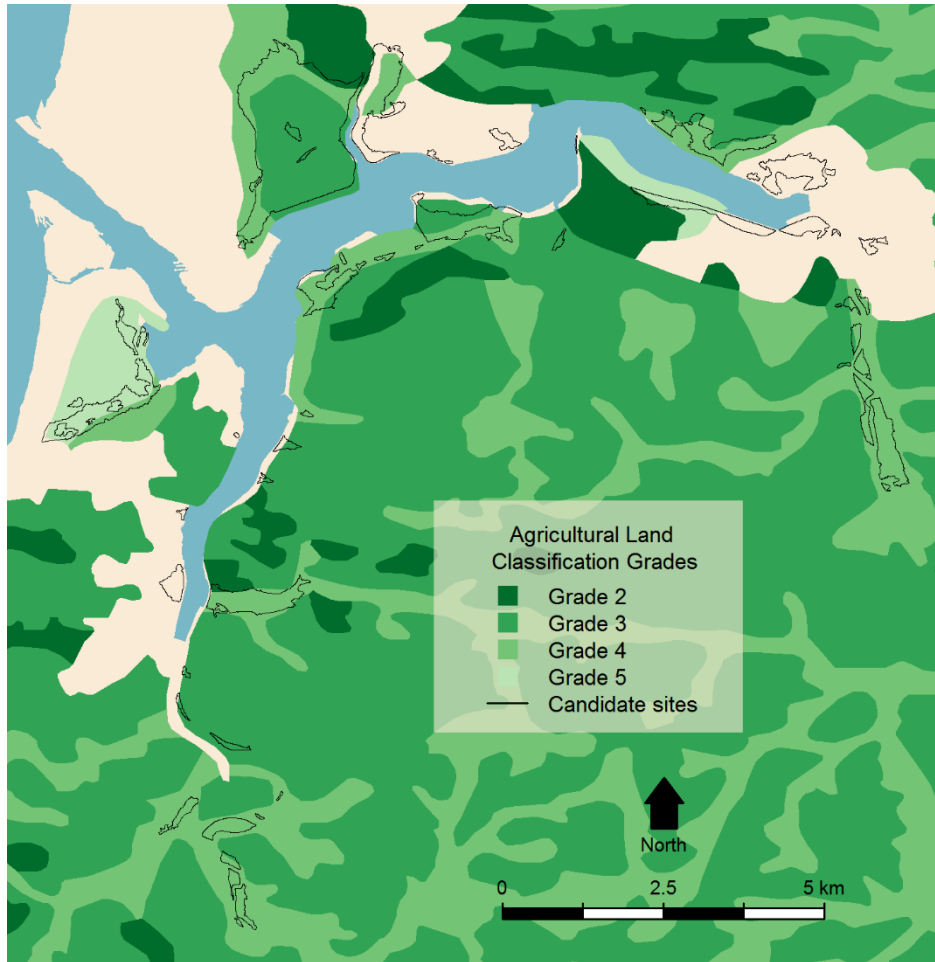 Agricultural Land
Classification Grades
Grade 2
Grade 3
Grade 4
Grade 5
Candidate sites
North
0 2.5 5 km